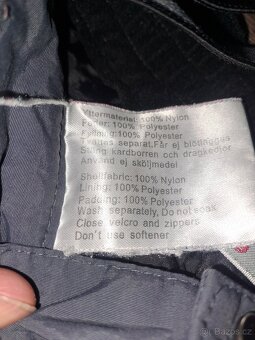 Yttermaterial: 100% Nylon
Foder: 100% Polyester
Fyllning: 100% Polyester
Tvättas separat, Får ej blötläggas
Stäng kardborren och dragkedjor
Använd ej sköljmedel
Shellfabric: 100% Nylon
Lining: 100% Polyester
Padding: 100% Polyester
Wash separately, Do not soak
Close velcro and zippers
Don't use softener
Bazos.cz